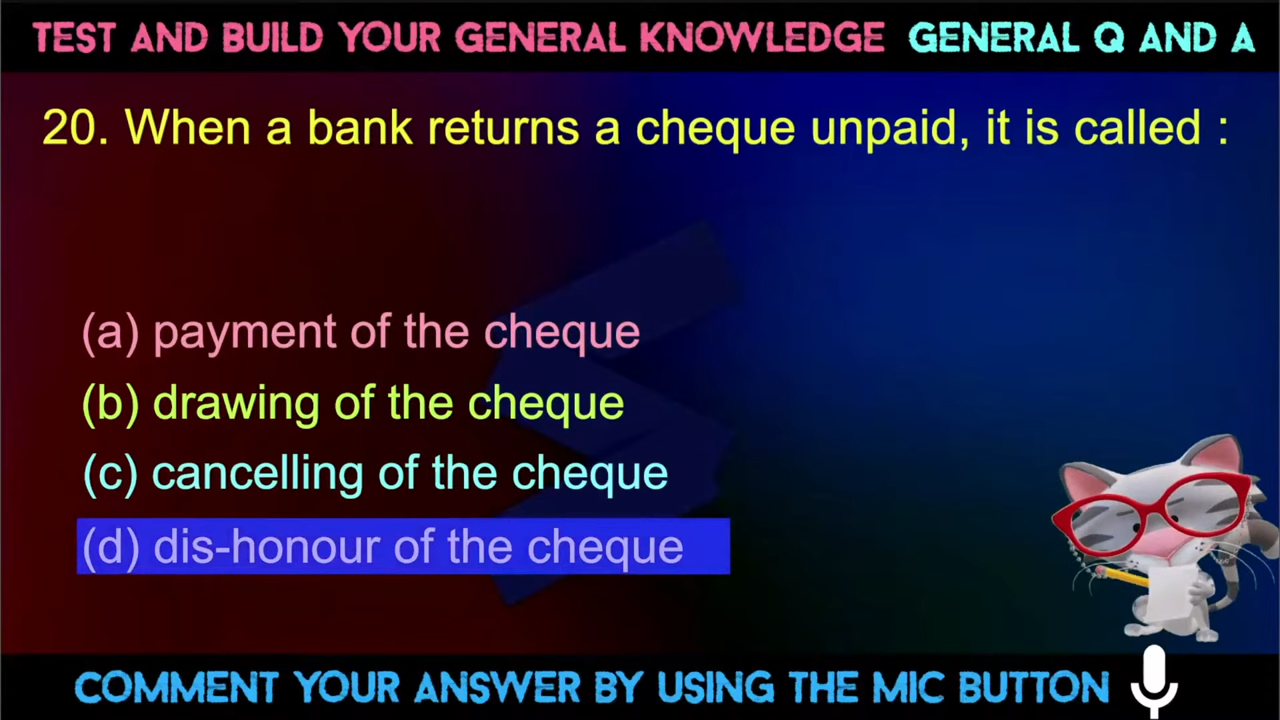 TEST AND BUILD YOUR GENERAL KNOWLEDGE GENERAL Q AND A
20. When a bank returns a cheque unpaid, it is called :
(a) payment of the cheque
(b) drawing of the cheque
(c) cancelling of the cheque
(d) dis-honour of the cheque
COMMENT YOUR ANSWER BY USING THE MIC BUTTON